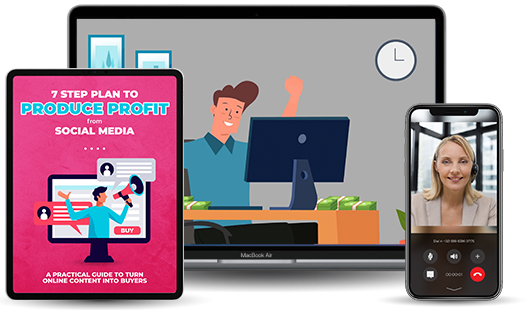 7 STEP PLAN TO
PRODUCE PROFIT
from
SOCIAL MEDIA
BUY
A PRACTICAL GUIDE TO TURN
ONLINE CONTENT INTO BUYERS
MacBook Air